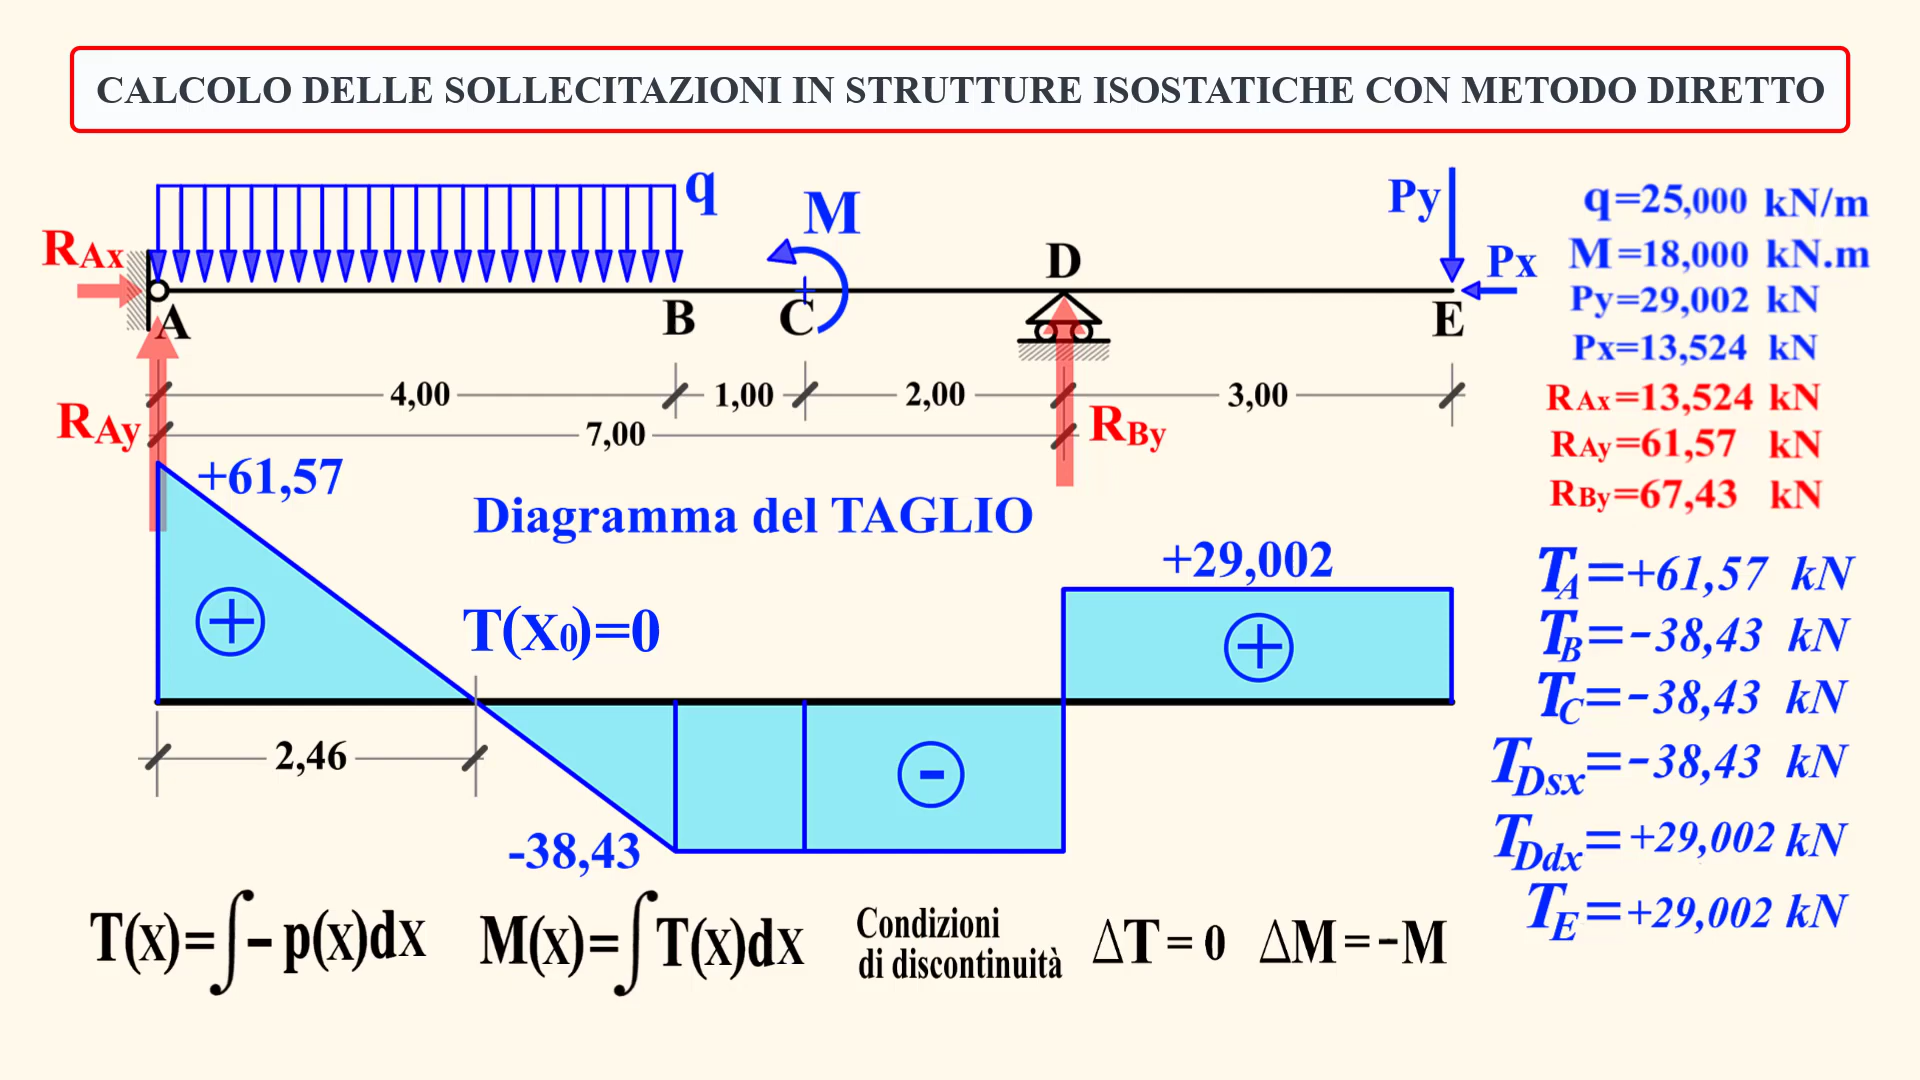 CALCOLO DELLE SOLLECITAZIONI IN STRUTTURE ISOSTATICHE CON METODO DIRETTO
q
M
Py
Px
RAx
A
B
C
D
E
RAy
RBy
4,00
1,00
2,00
3,00
7,00
q=25,000 kN/m
M=18,000 kN.m
Py=29,002 kN
Px=13,524 kN
RAx=13,524 kN
RAy=61,57 kN
RBy=67,43 kN
+61,57
Diagramma del TAGLIO
+29,002
T(x0)=0
+
+
-
2,46
-38,43
TA=+61,57 kN
TB=-38,43 kN
TC=-38,43 kN
TDsx=-38,43 kN
TDdx=+29,002 kN
TE=+29,002 kN
T(x)=∫– p(x)dx
M(x)=∫T(x)dx
Condizioni
di discontinuità
ΔT = 0
ΔM = -M